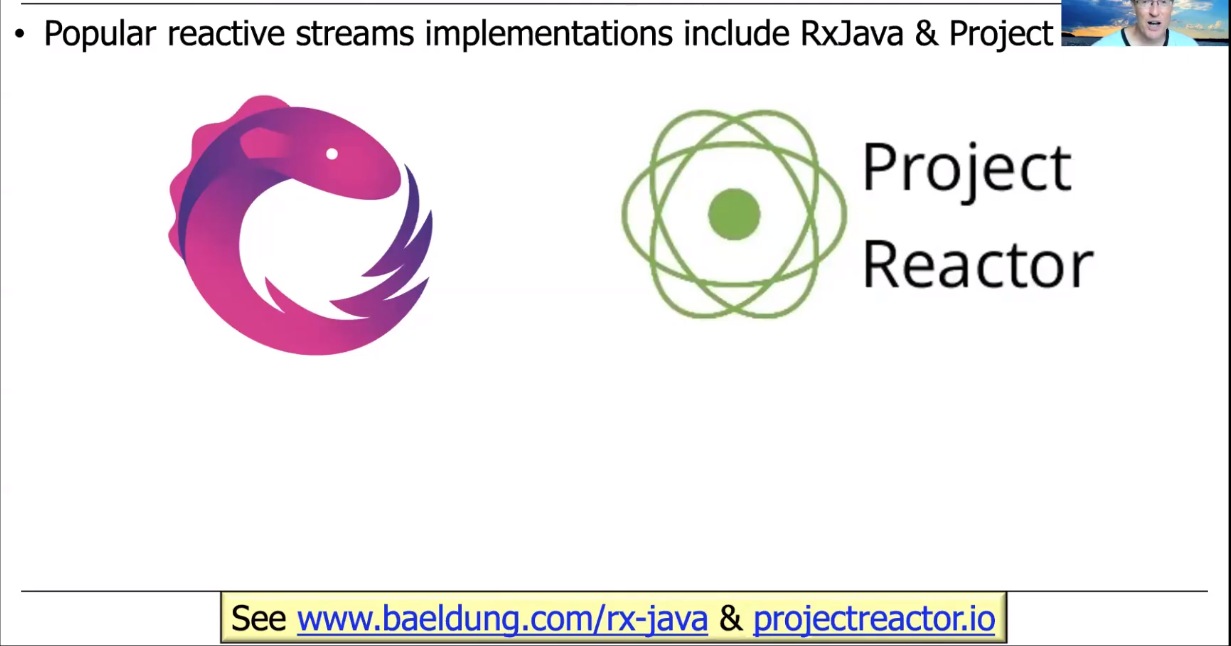 • Popular reactive streams implementations include RxJava & Project
Project
Reactor
See www.baeldung.com/rx-java & projectreactor.io